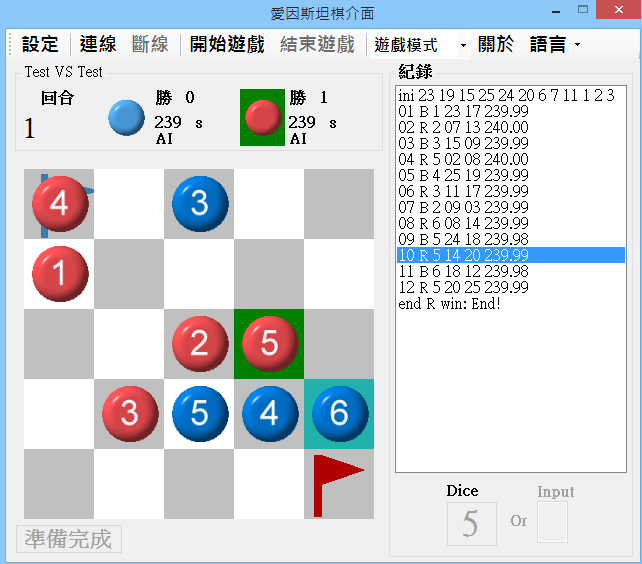 愛因斯坦棋介面
設定 連線 斷線 開始遊戲 結束遊戲 遊戲模式 關於 語言
Test VS Test
回合
1
勝 0
239 s
AI
勝 1
239 s
AI
4 3
1
2 5
3 5 4 6
準備完成
紀錄
ini 23 19 15 25 24 20 6 7 11 1 2 3
01 B 1 23 17 239.99
02 R 2 07 13 240.00
03 B 3 15 09 239.99
04 R 5 02 08 240.00
05 B 4 25 19 239.99
06 R 3 11 17 239.99
07 B 2 09 03 239.99
08 R 6 08 14 239.99
09 B 5 24 18 239.98
10 R 5 14 20 239.99
11 B 6 18 12 239.98
12 R 5 20 25 239.99
end R win: End!
Dice
5
Or
Input